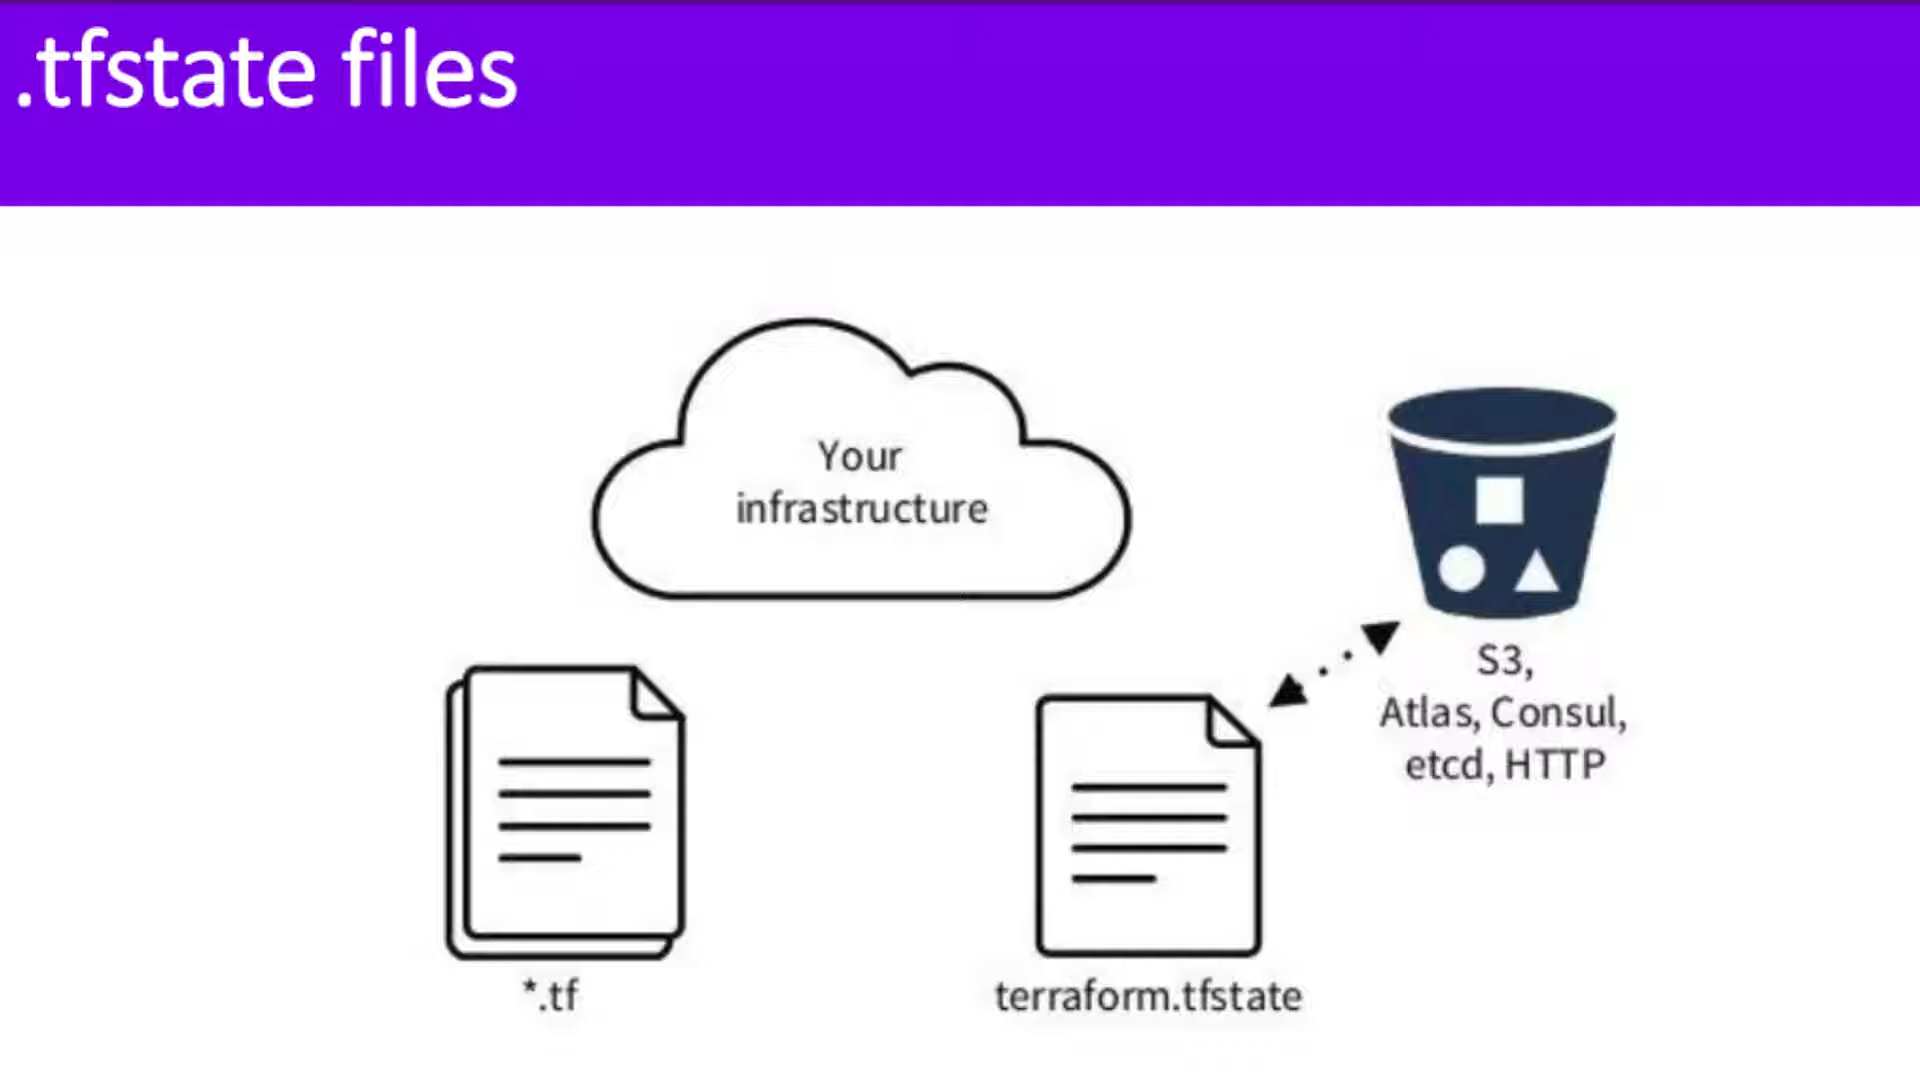 .tfstate files
Your
infrastructure
S3,
Atlas, Consul,
etcd, HTTP
*.tf
terraform.tfstate